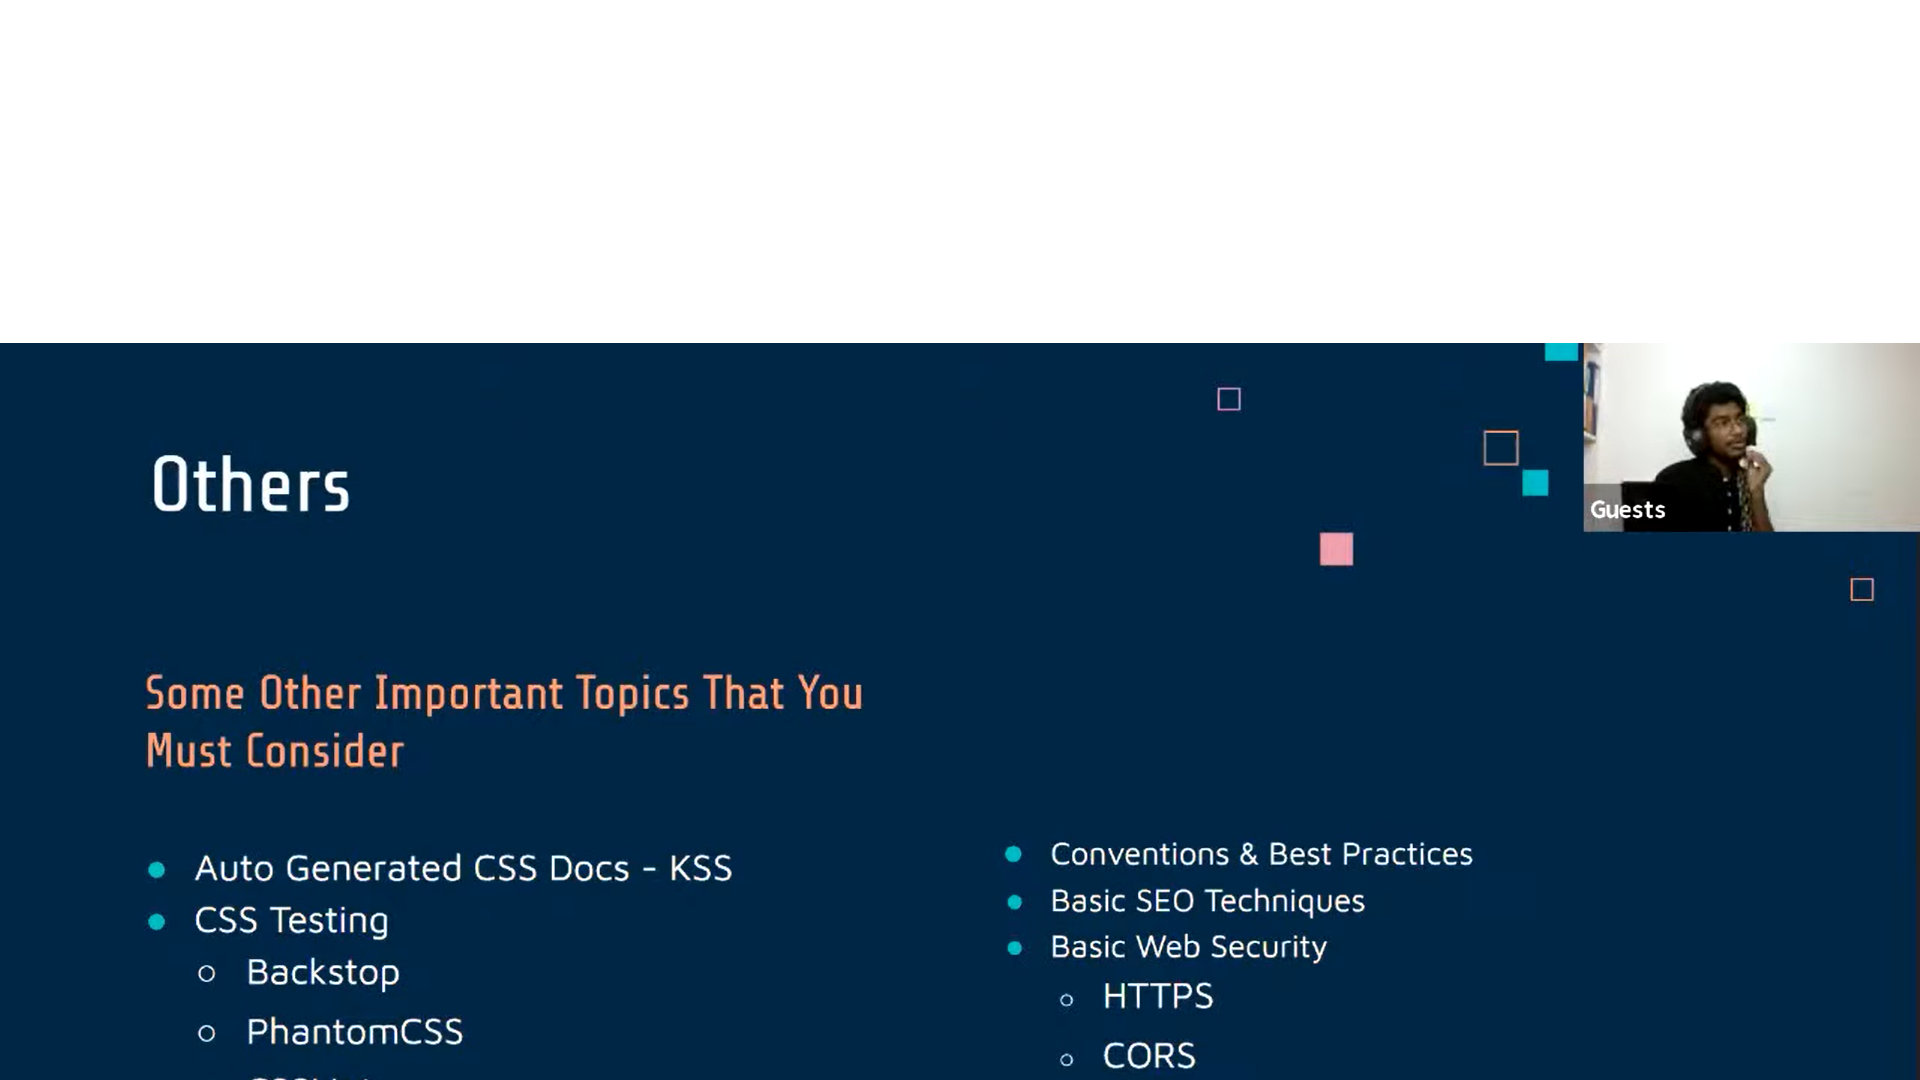 Others
Guests
Some Other Important Topics That You
Must Consider
Auto Generated CSS Docs - KSS
CSS Testing
Backstop
PhantomCSS
Conventions & Best Practices
Basic SEO Techniques
Basic Web Security
HTTPS
CORS